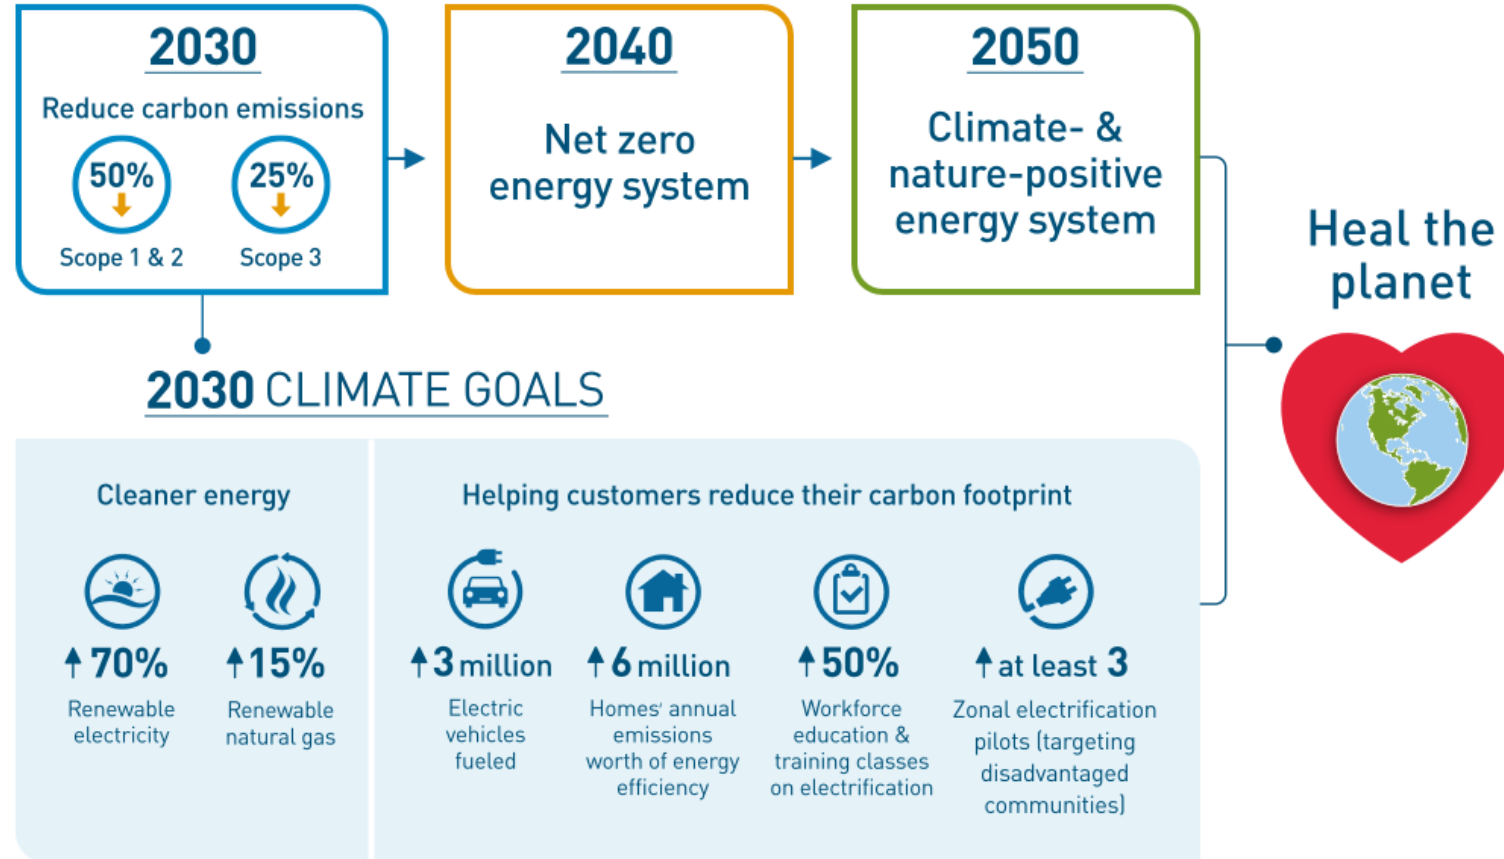 2030
Reduce carbon emissions
50%
Scope 1 & 2
25%
Scope 3
2040
Net zero
energy system
2050
Climate- &
nature-positive
energy system
Heal the
planet
2030 CLIMATE GOALS
Cleaner energy
70%
Renewable
electricity
15%
Renewable
natural gas
Helping customers reduce their carbon footprint
3 million
Electric
vehicles
fueled
6 million
Homes' annual
emissions
worth of energy
efficiency
50%
Workforce
education &
training classes
on electrification
at least 3
Zonal electrification
pilots (targeting
disadvantaged
communities)